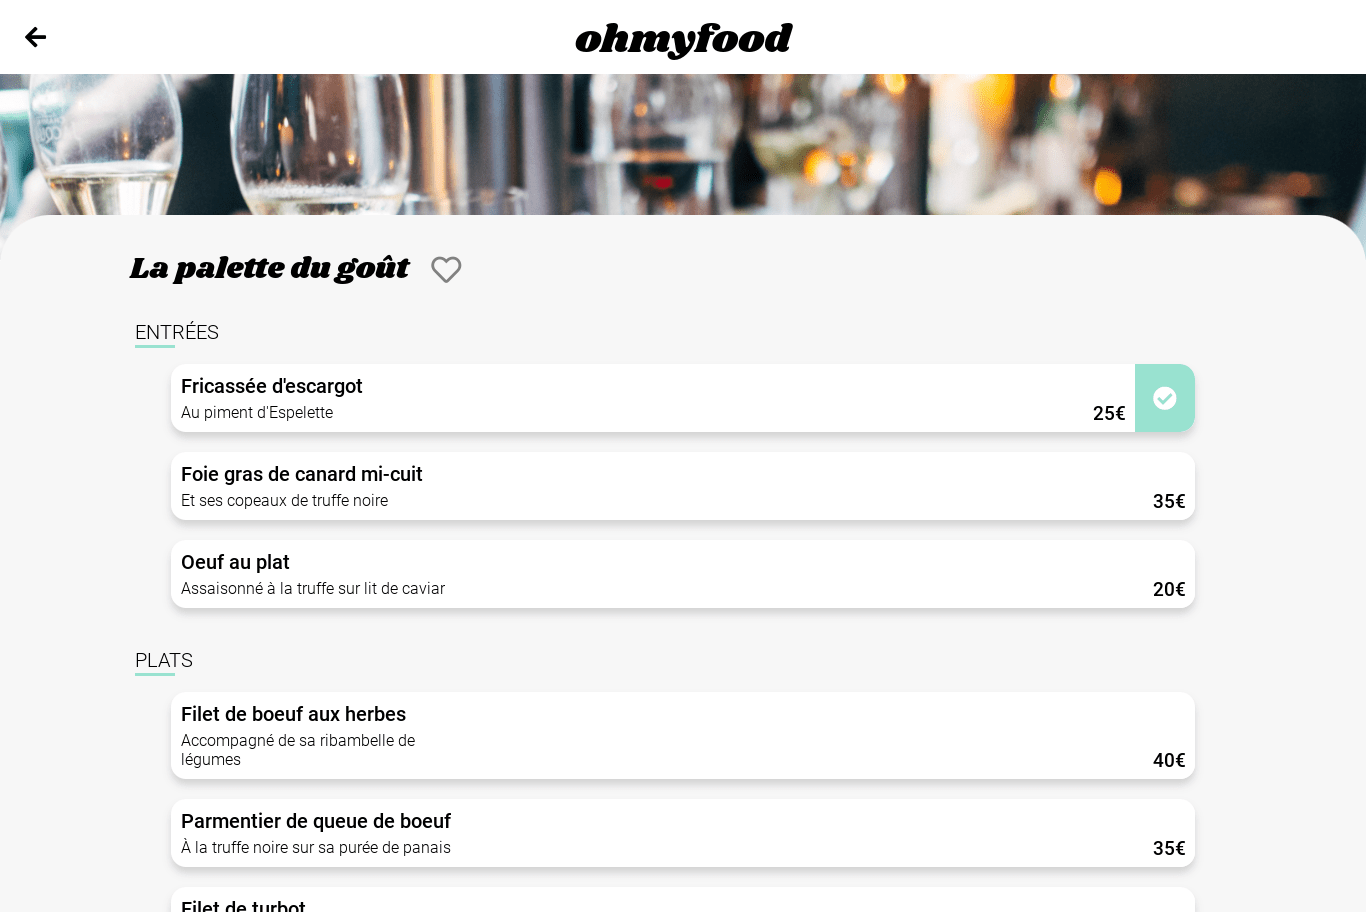 ohmyfood
La palette du goût
ENTRÉES
Fricassée d'escargot
Au piment d'Espelette
25€
Foie gras de canard mi-cuit
Et ses copeaux de truffe noire
35€
Oeuf au plat
Assaisonné à la truffe sur lit de caviar
20€
PLATS
Filet de boeuf aux herbes
Accompagné de sa ribambelle de
légumes
40€
Parmentier de queue de boeuf
À la truffe noire sur sa purée de panais
35€
Filet de turbot